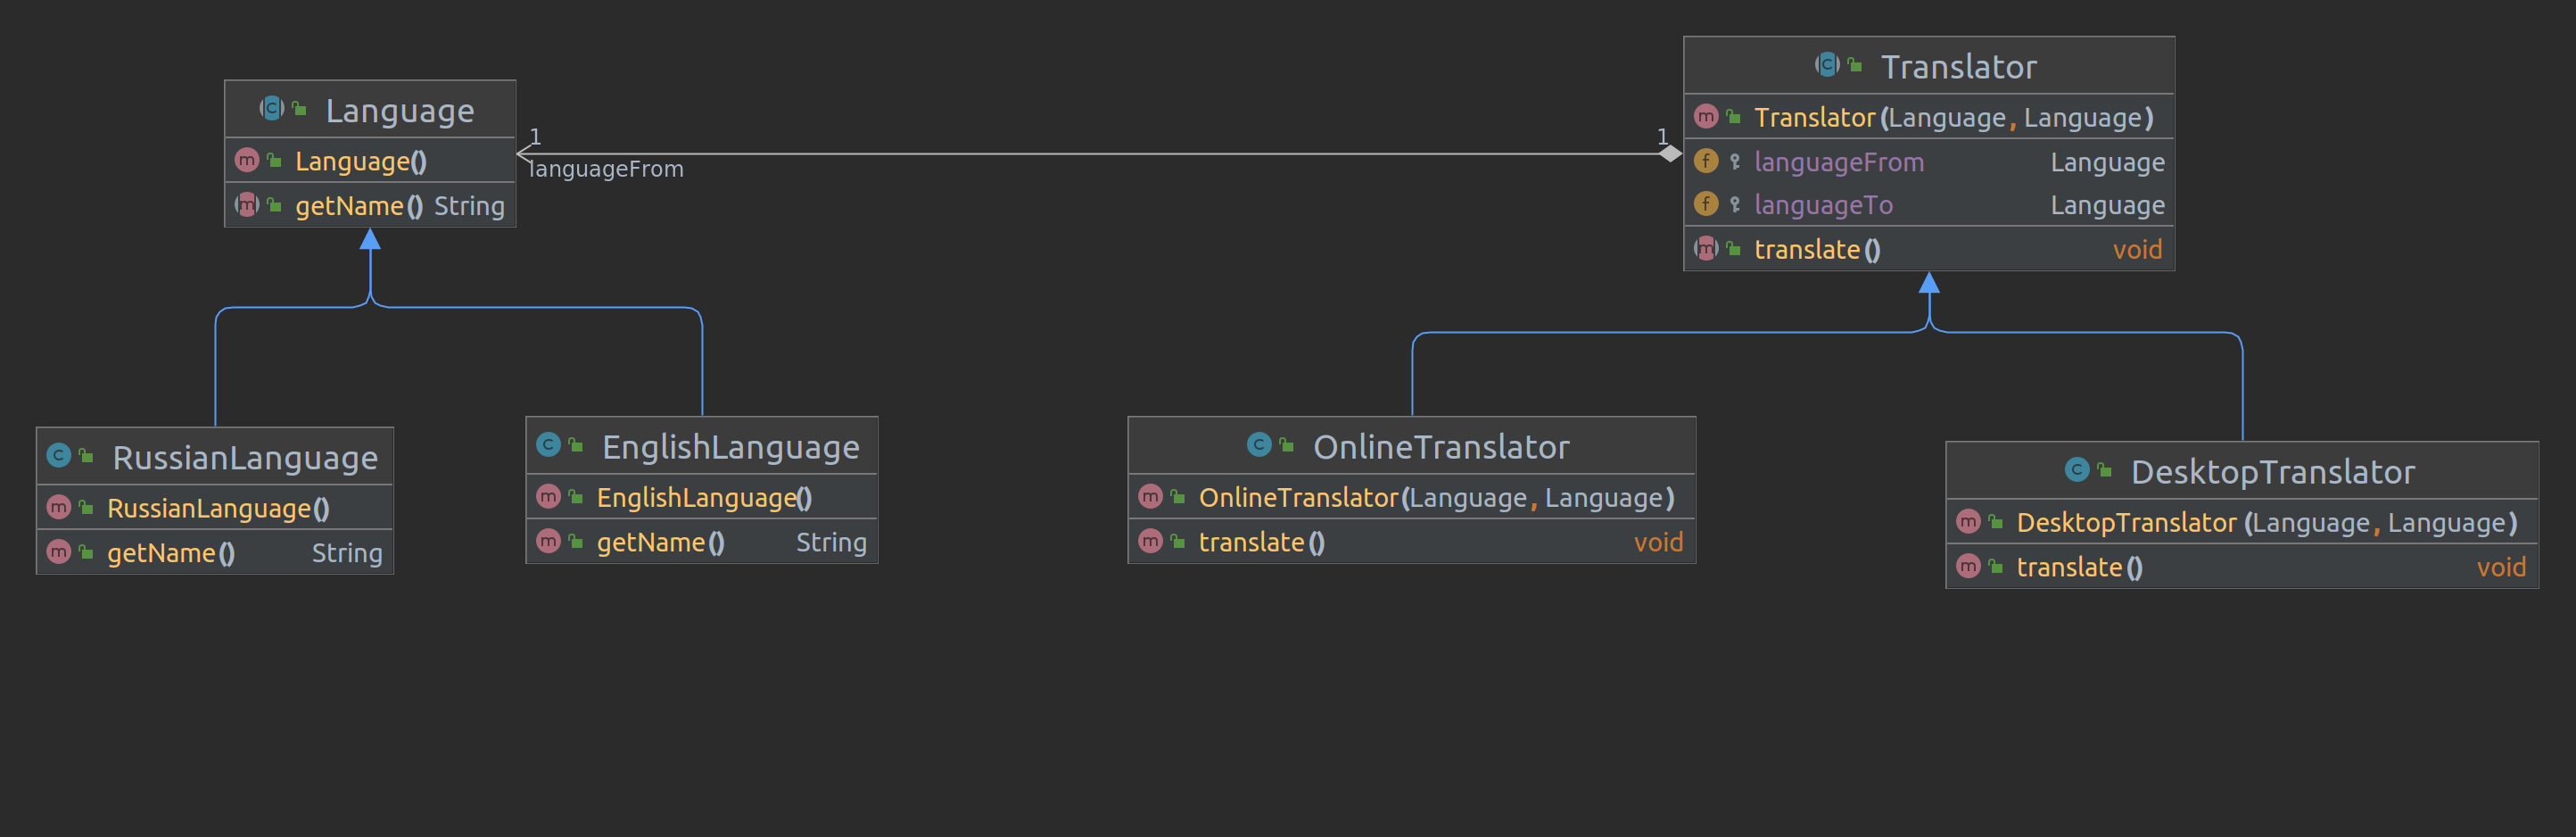 Language
Language()
getName() String
1
languageFrom
1
Translator
Translator(Language, Language)
languageFrom Language
languageTo Language
translate() void
RussianLanguage
RussianLanguage()
getName() String
EnglishLanguage
EnglishLanguage()
getName() String
OnlineTranslator
OnlineTranslator(Language, Language)
translate() void
DesktopTranslator
DesktopTranslator(Language, Language)
translate() void